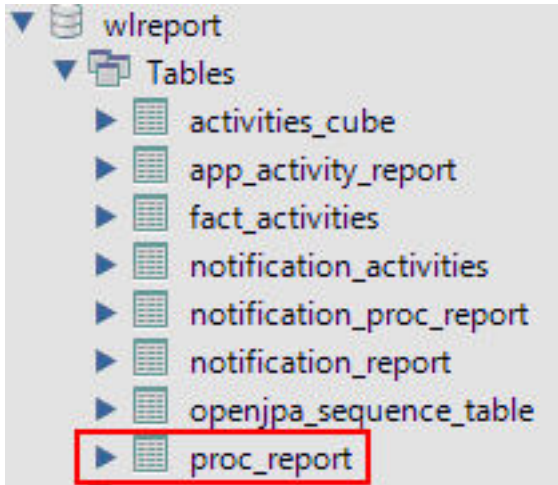 wlreport
Tables
activities_cube
app_activity_report
fact_activities
notification_activities
notification_proc_report
notification_report
openjpa_sequence_table
proc_report